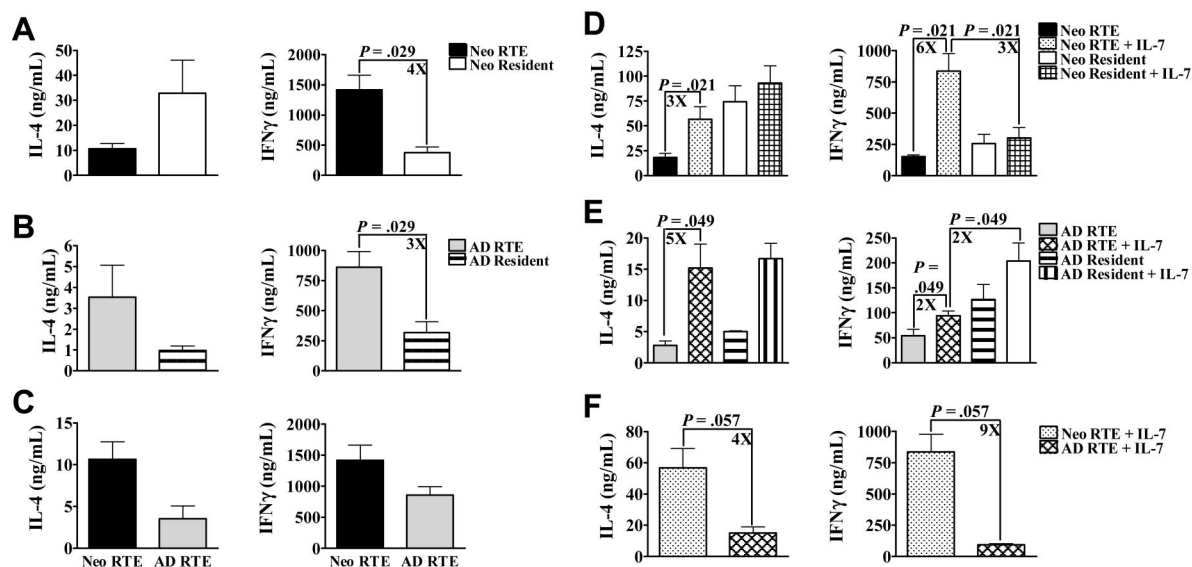 A
IL-4 (ng/mL)
50
40
30
20
10
0
IFNγ (ng/mL)
2000
1500
1000
500
0
P = .029
4X
Neo RTE
Neo Resident
B
IL-4 (ng/mL)
6
5
4
3
2
1
0
IFNγ (ng/mL)
1000
750
500
250
0
P = .029
3X
AD RTE
AD Resident
C
IL-4 (ng/mL)
15
10
5
0
Neo RTE AD RTE
IFNγ (ng/mL)
2000
1500
1000
500
0
Neo RTE AD RTE
D
IL-4 (ng/mL)
125
100
75
50
25
0
P = .021
3X
IFNγ (ng/mL)
1000
750
500
250
0
P = .021
6X
P = .021
3X
Neo RTE
Neo RTE + IL-7
Neo Resident
Neo Resident + IL-7
E
IL-4 (ng/mL)
20
15
10
5
0
P = .049
5X
IFNγ (ng/mL)
250
200
150
100
50
0
P =
.049
2X
P = .049
2X
AD RTE
AD RTE + IL-7
AD Resident
AD Resident + IL-7
F
IL-4 (ng/mL)
80
60
40
20
0
P = .057
4X
IFNγ (ng/mL)
1000
750
500
250
0
P = .057
9X
Neo RTE + IL-7
AD RTE + IL-7